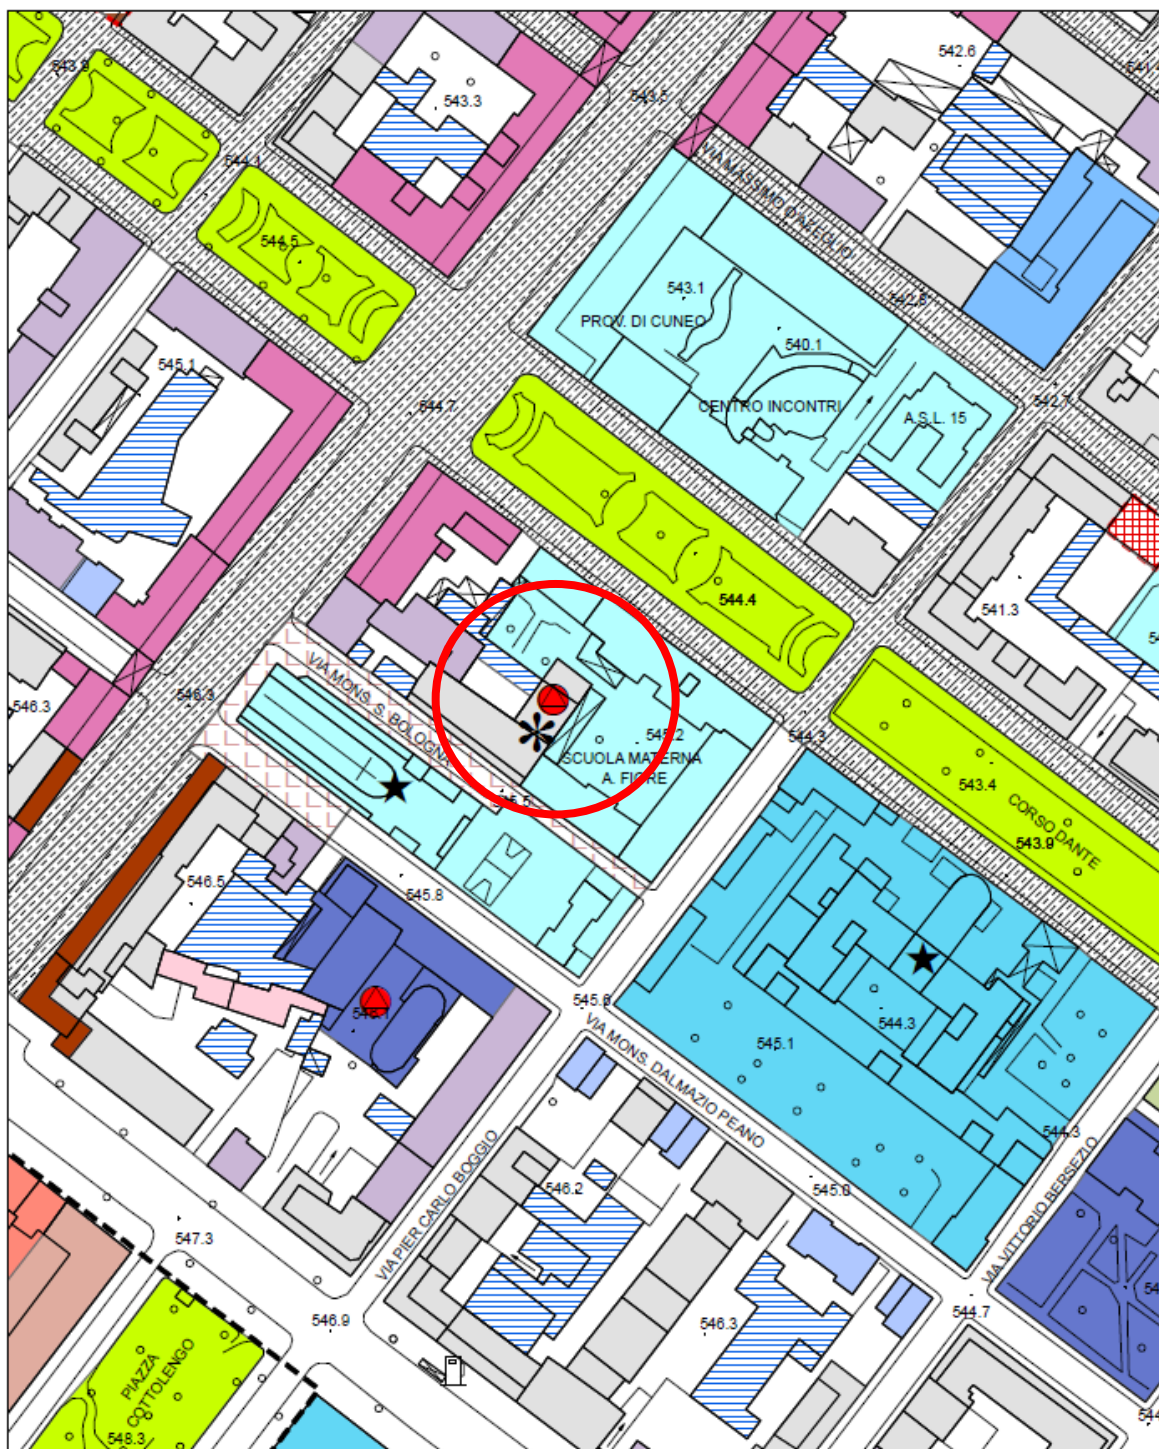 542.6
543.9
543.3
543.5
544.1
VIA MASSIMO D'AZEGLIO
544.5
543.1
542.8
PROV. DI CUNEO
540.1
545.1
544.7
CENTRO INCONTRI
A.S.L. 15
542.7
544.4
541.3
VIA MONS. S. BOLOGNA
546.3
546.3
545.2
544.3
SCUOLA MATERNA
A. FIORE
543.4
CORSO DANTE
543.9
546.5
545.8
545.6
544.3
VIA MONS. DALMAZIO PEANO
545.1
544.3
VIA PIER CARLO BOGGIO
546.2
545.0
VIA VITTORIO BERSEZIO
547.3
546.9
546.3
544.7
PIAZZA
COTTOLENGO
548.3